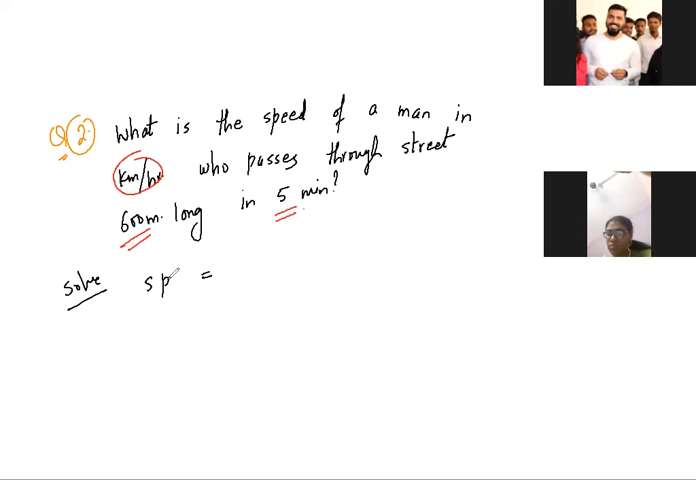 Q 2. What is the speed of a man in
km/hr who passes through street
600m. long in 5 min?
solve sp =